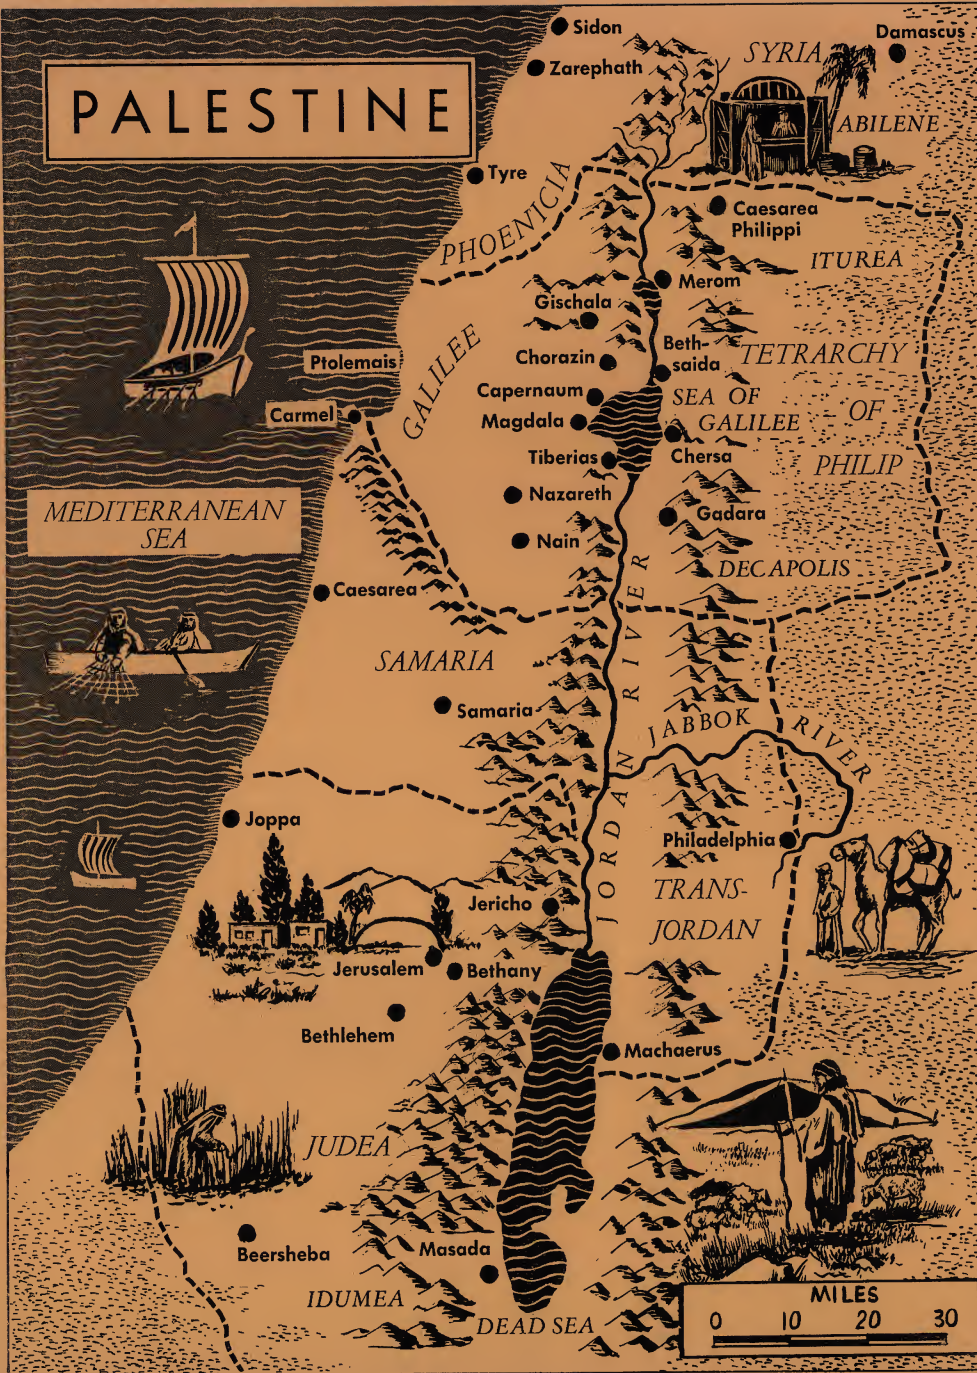 PALESTINE
Sidon
Zarephath
SYRIA
Damascus
ABILENE
Tyre
PHOENICIA
Caesarea
Philippi
ITUREA
Merom
Gischala
Beth-
saida
Chorazin
TETRARCHY
OF
PHILIP
Ptolemais
GALILEE
Capernaum
SEA OF
GALILEE
Carmel
Magdala
Chersa
Tiberias
MEDITERRANEAN
SEA
Nazareth
Gadara
Nain
DECAPOLIS
Caesarea
JORDAN RIVER
SAMARIA
Samaria
JABBOK RIVER
Joppa
Philadelphia
TRANS-
JORDAN
Jericho
Jerusalem
Bethany
Bethlehem
Machaerus
JUDEA
Beersheba
Masada
IDUMEA
DEAD SEA
MILES
0 10 20 30